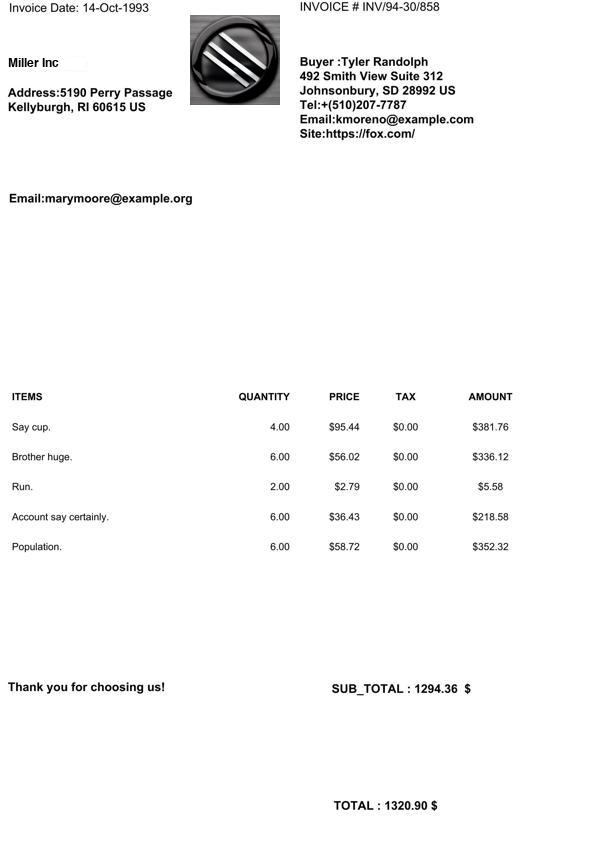 Invoice Date: 14-Oct-1993
INVOICE # INV/94-30/858
Miller Inc
Address:5190 Perry Passage
Kellyburgh, RI 60615 US
Buyer :Tyler Randolph
492 Smith View Suite 312
Johnsonbury, SD 28992 US
Tel:+(510)207-7787
Email:kmoreno@example.com
Site:https://fox.com/
Email:marymoore@example.org
ITEMS QUANTITY PRICE TAX AMOUNT
Say cup. 4.00 $95.44 $0.00 $381.76
Brother huge. 6.00 $56.02 $0.00 $336.12
Run. 2.00 $2.79 $0.00 $5.58
Account say certainly. 6.00 $36.43 $0.00 $218.58
Population. 6.00 $58.72 $0.00 $352.32
Thank you for choosing us!
SUB_TOTAL : 1294.36 $
TOTAL : 1320.90 $